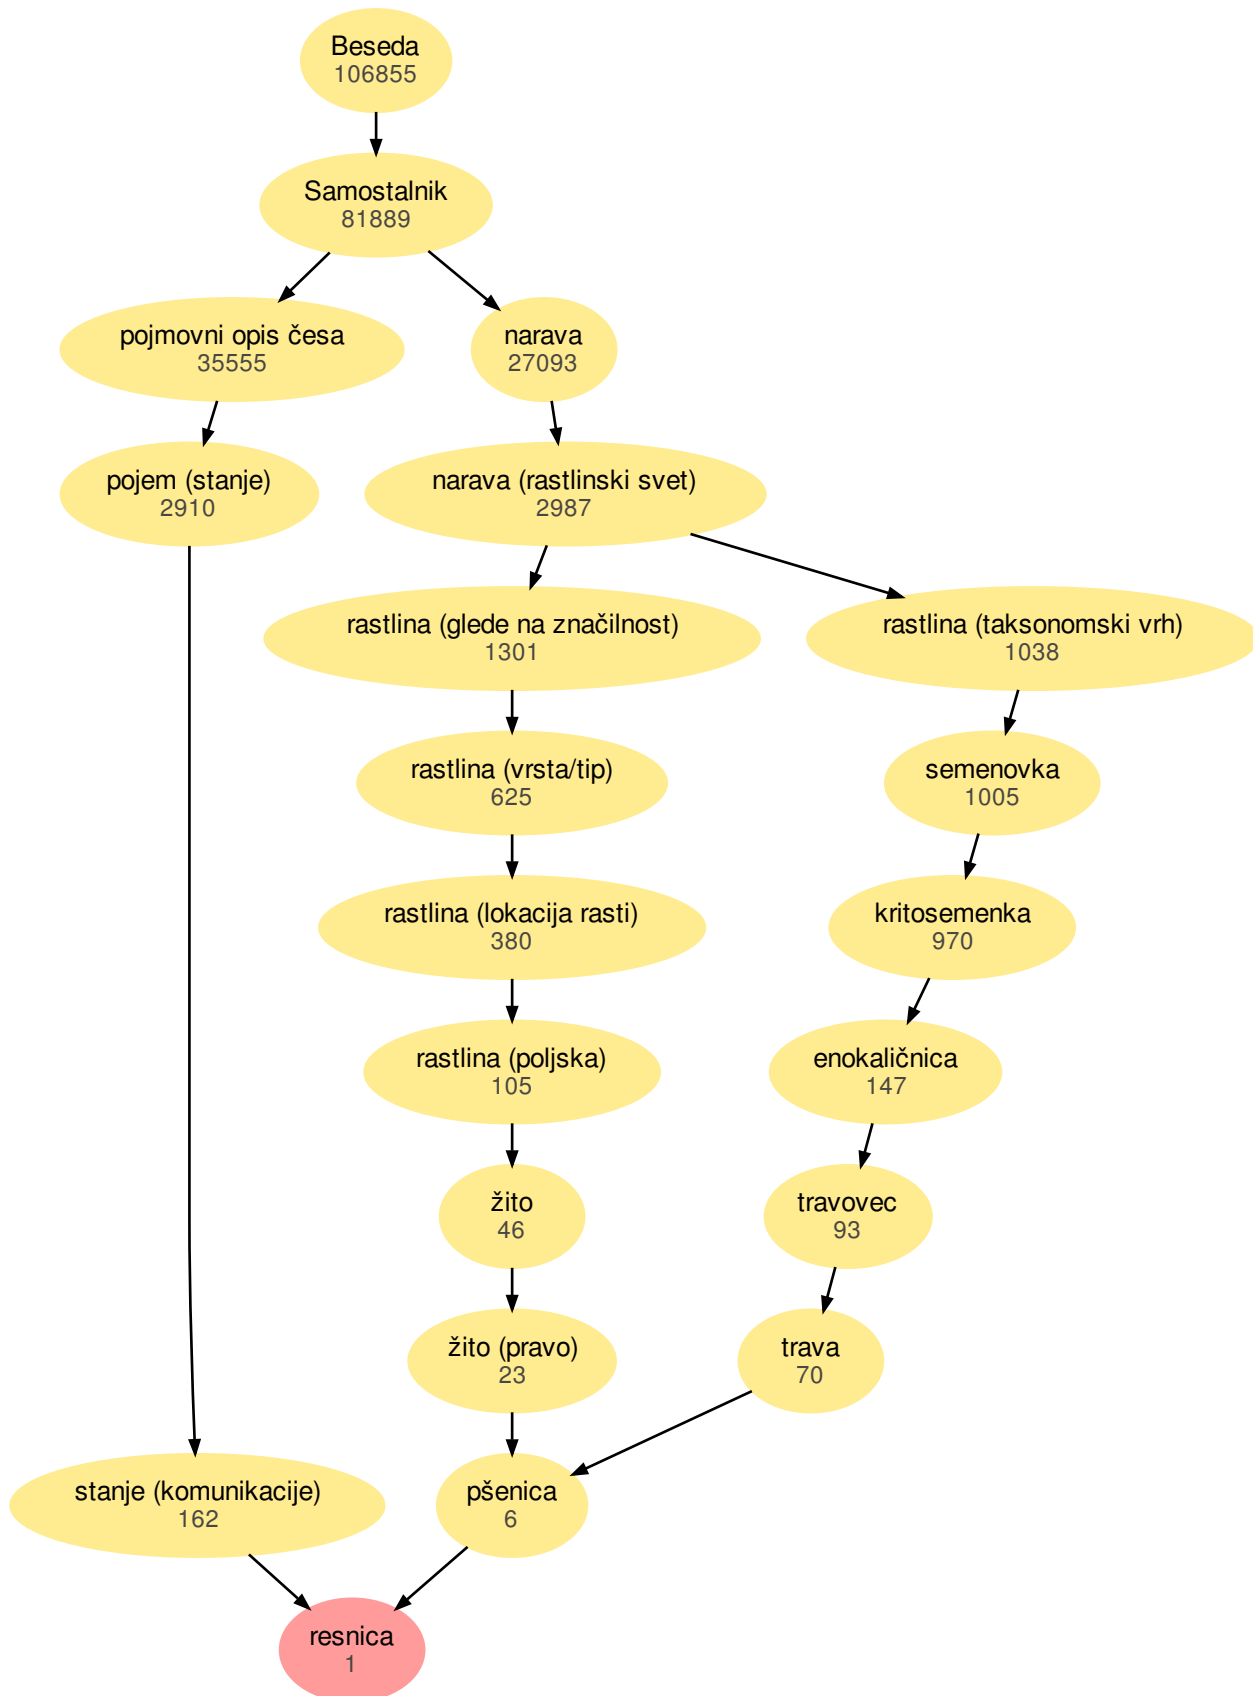 Beseda
106855
Samostalnik
81889
pojmovni opis česa
35555
narava
27093
pojem (stanje)
2910
narava (rastlinski svet)
2987
rastlina (glede na značilnost)
1301
rastlina (taksonomski vrh)
1038
rastlina (vrsta/tip)
625
semenovka
1005
rastlina (lokacija rasti)
380
kritosemenka
970
rastlina (poljska)
105
enokaličnica
147
žito
46
travovec
93
žito (pravo)
23
trava
70
stanje (komunikacije)
162
pšenica
6
resnica
1